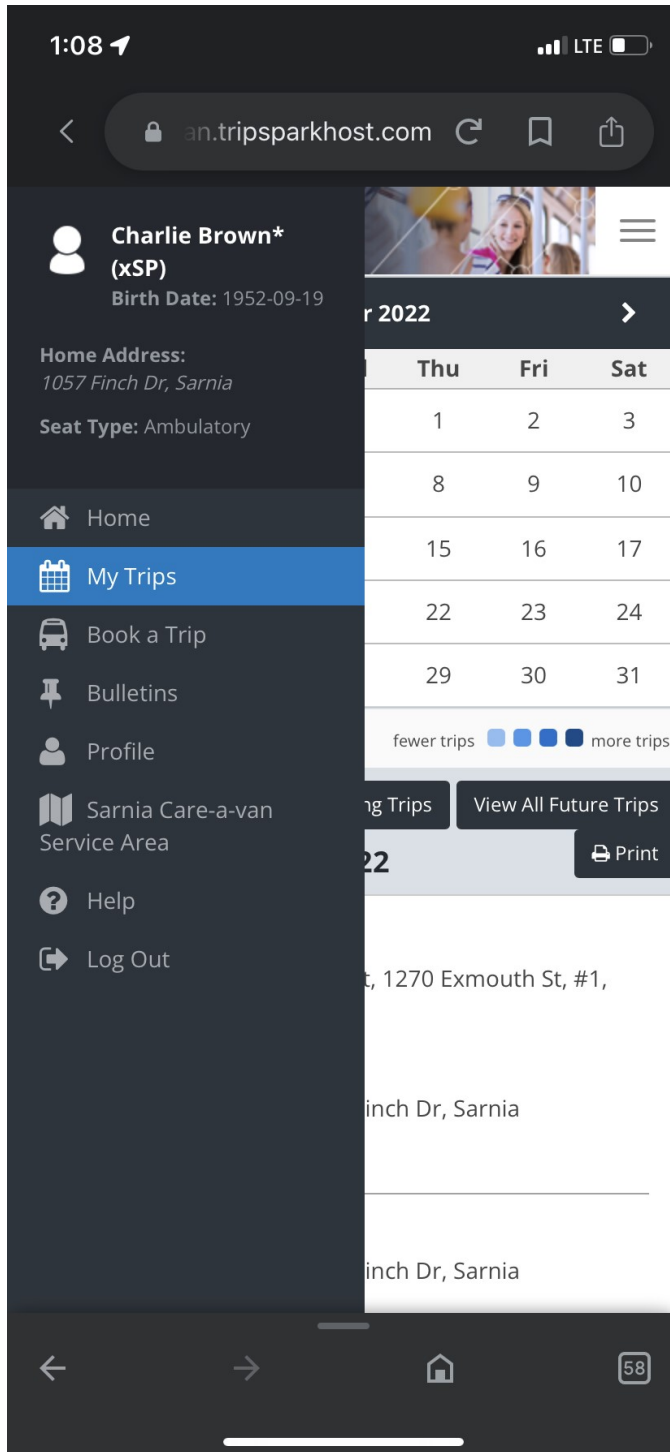 1:08
LTE
an.tripsparkhost.com
Charlie Brown*
(xSP)
Birth Date: 1952-09-19
Home Address:
1057 Finch Dr, Sarnia
Seat Type: Ambulatory
Home
My Trips
Book a Trip
Bulletins
Profile
Sarnia Care-a-van
Service Area
Help
Log Out
r 2022
Thu Fri Sat
1 2 3
8 9 10
15 16 17
22 23 24
29 30 31
fewer trips more trips
ng Trips
View All Future Trips
22
Print
t, 1270 Exmouth St, #1,
inch Dr, Sarnia
inch Dr, Sarnia
58